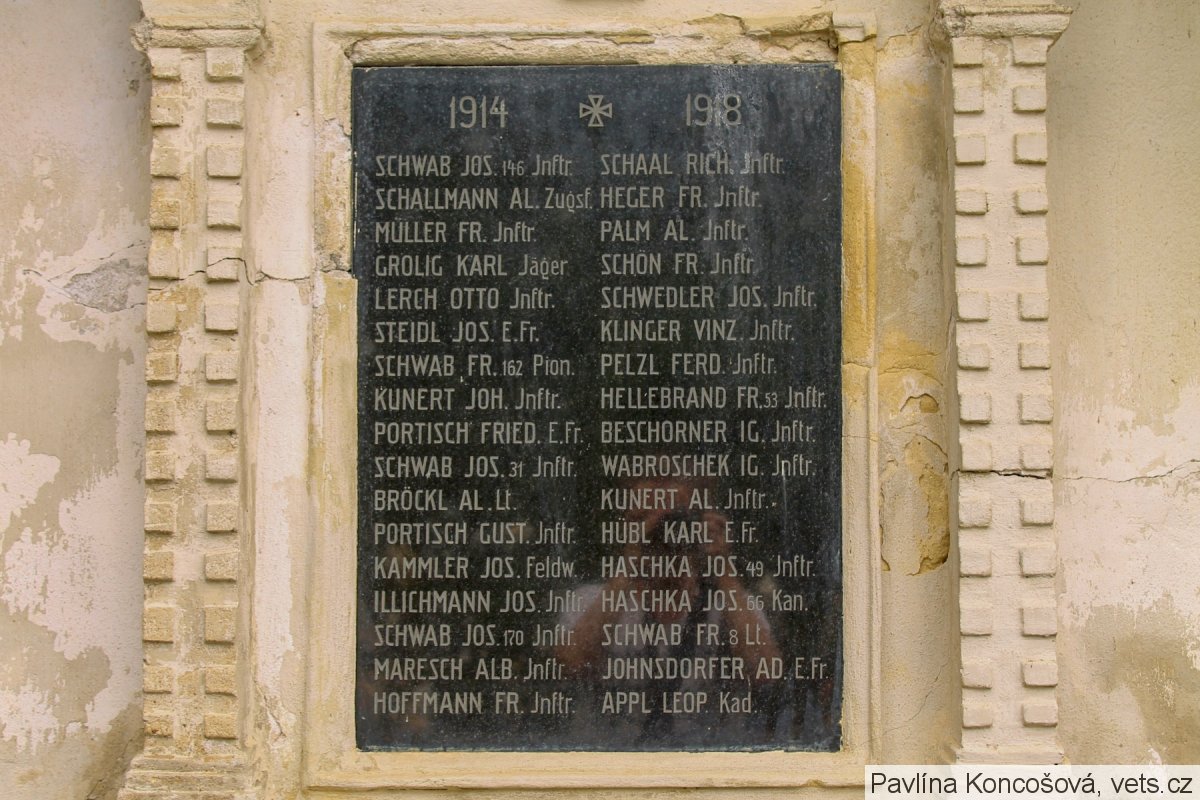 1914 1918
SCHWAB JOS. 146 Jnftr.
SCHALLMANN AL. Zugsf.
MÜLLER FR. Jnftr.
GROLIG KARL Jäger
LERCH OTTO Jnftr.
STEIDL JOS. E.Fr.
SCHWAB FR. 162 Pion.
KUNERT JOH. Jnftr.
PORTISCH FRIED. E.Fr.
SCHWAB JOS. 31 Jnftr.
BRÖCKL AL. Lt.
PORTISCH GUST. Jnftr.
KAMMLER JOS. Feldw.
ILLICHMANN JOS. Jnftr.
SCHWAB JOS. 170 Jnftr.
MARESCH ALB. Jnftr.
HOFFMANN FR. Jnftr.
SCHAAL RICH. Jnftr.
HEGER FR. Jnftr.
PALM AL. Jnftr.
SCHÖN FR. Jnftr.
SCHWEDLER JOS. Jnftr.
KLINGER VINZ. Jnftr.
PELZL FERD. Jnftr.
HELLEBRAND FR. 53 Jnftr.
BESCHORNER IG. Jnftr.
WABROSCHEK IG. Jnftr.
KUNERT AL. Jnftr.
HÜBL KARL E.Fr.
HASCHKA JOS. 49 Jnftr.
HASCHKA JOS. 66 Kan.
SCHWAB FR. 8 Lt.
JOHNSDORFER AD. E.Fr.
APPL LEOP. Kad.
Pavlína Koncošová, vets.cz